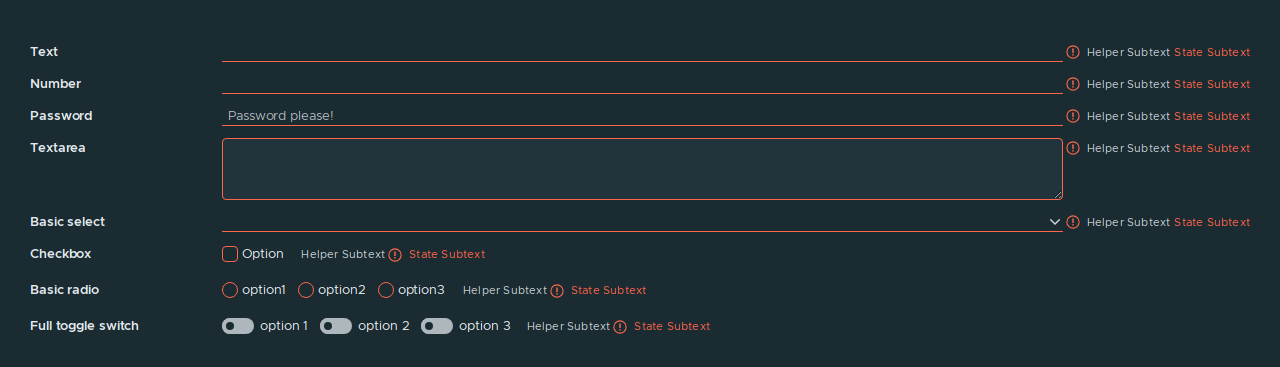 Text Helper Subtext State Subtext
Number Helper Subtext State Subtext
Password Password please! Helper Subtext State Subtext
Textarea Helper Subtext State Subtext
Basic select Helper Subtext State Subtext
Checkbox Option Helper Subtext State Subtext
Basic radio option1 option2 option3 Helper Subtext State Subtext
Full toggle switch option 1 option 2 option 3 Helper Subtext State Subtext